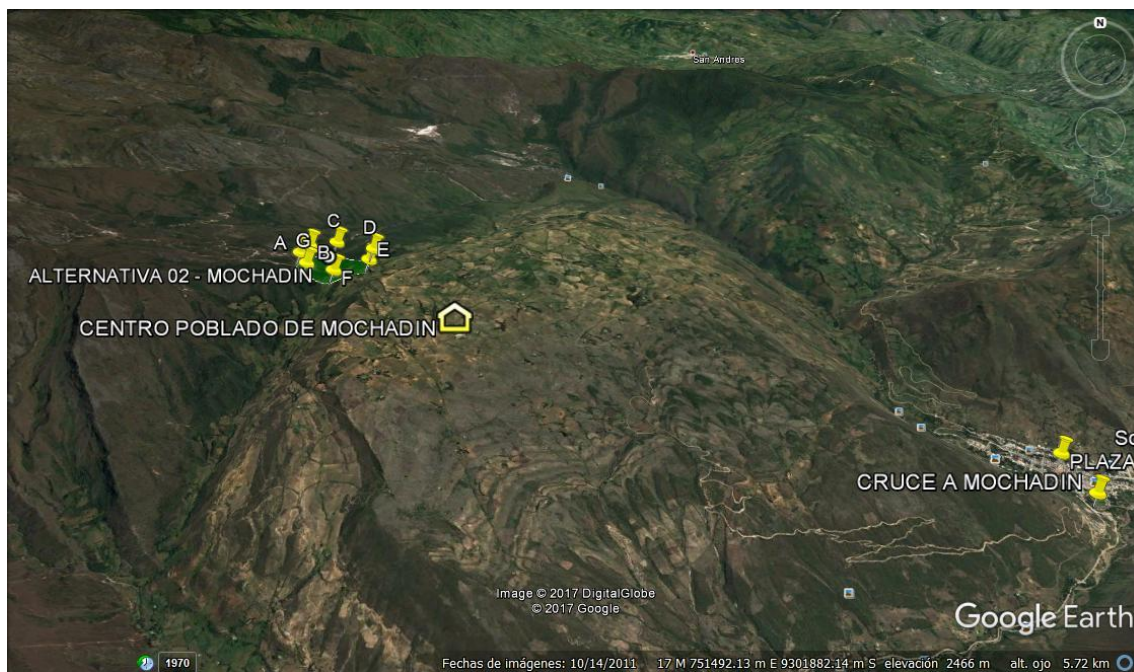 N
San Andres
C
D
A
G
B
E
F
ALTERNATIVA 02 - MOCHADIN
CENTRO POBLADO DE MOCHADIN
PLAZA
CRUCE A MOCHADIN
Image © 2017 DigitalGlobe
© 2017 Google
Google Earth
1970
Fechas de imágenes: 10/14/2011 17 M 751492.13 m E 9301882.14 m S elevación 2466 m alt. ojo 5.72 km